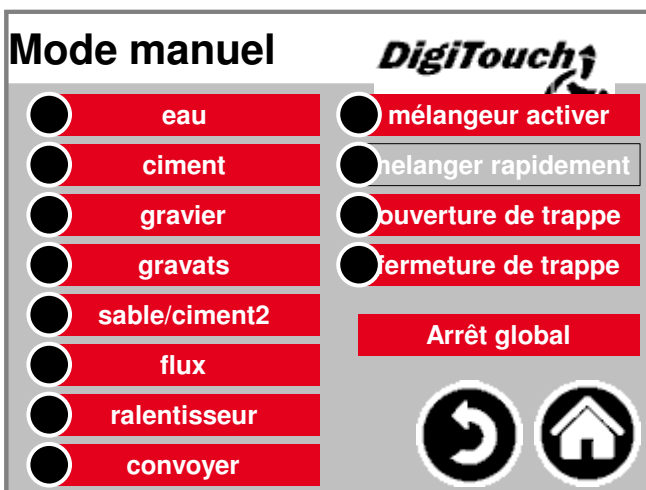 Mode manuel
DigiTouch
eau
ciment
gravier
gravats
sable/ciment2
flux
ralentisseur
convoyer
mélangeur activer
melanger rapidement
ouverture de trappe
fermeture de trappe
Arrêt global